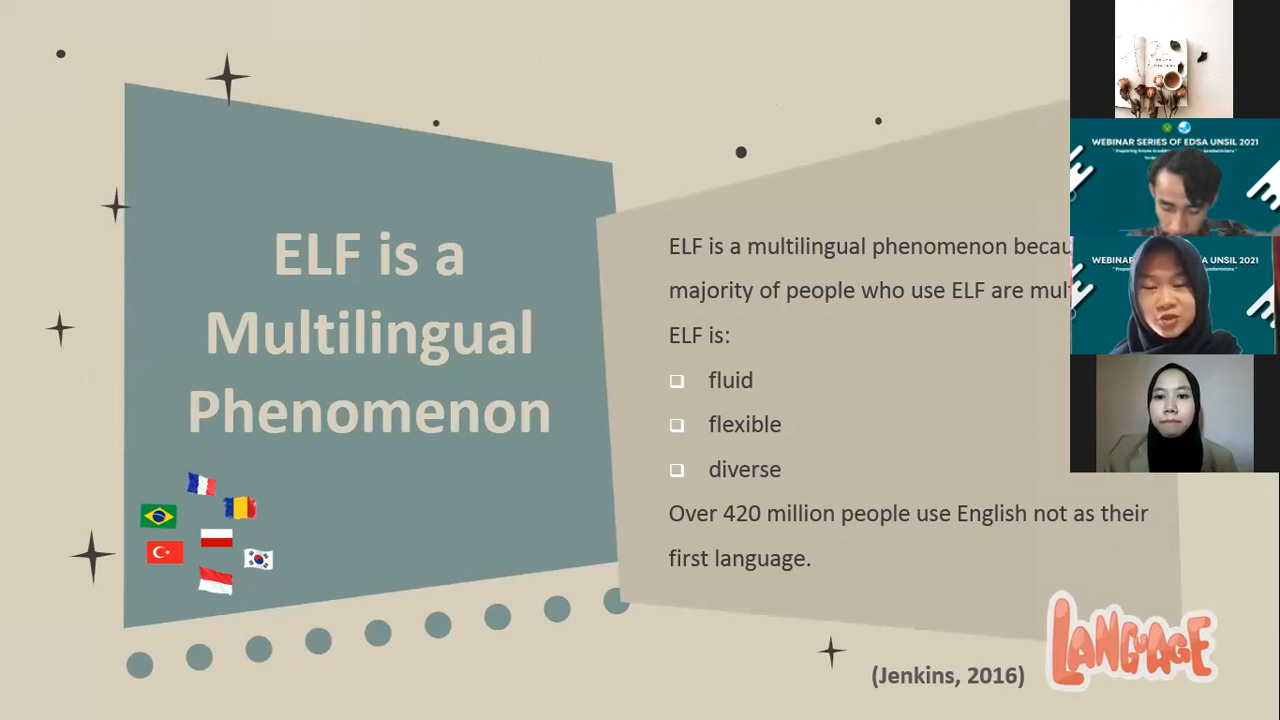 ELF is a
Multilingual
Phenomenon
ELF is a multilingual phenomenon
majority of people who use ELF are
ELF is:
fluid
flexible
diverse
Over 420 million people use English not as their
first language.
(Jenkins, 2016)
LANGUAGE
WEBINAR SERIES OF EDSA UNSIL 2021
WEBINAR UNSIL 2021